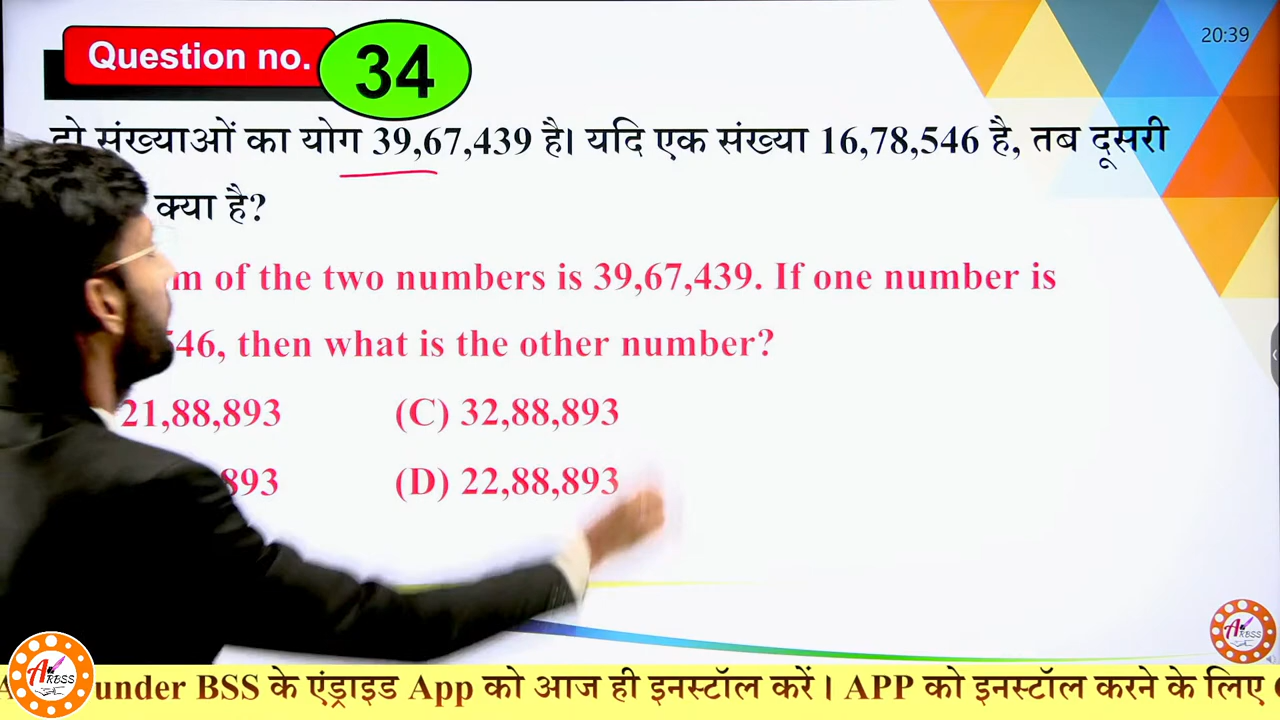 Question no. 34
20:39
दो संख्याओं का योग 39,67,439 है। यदि एक संख्या 16,78,546 है, तब दूसरी
क्या है?
of the two numbers is 39,67,439. If one number is
then what is the other number?
21,88,893 (C) 32,88,893
(D) 22,88,893
RBSS
RBSS
under BSS के एंड्राइड App को आज ही इनस्टॉल करें । APP को इनस्टॉल करने के लिए